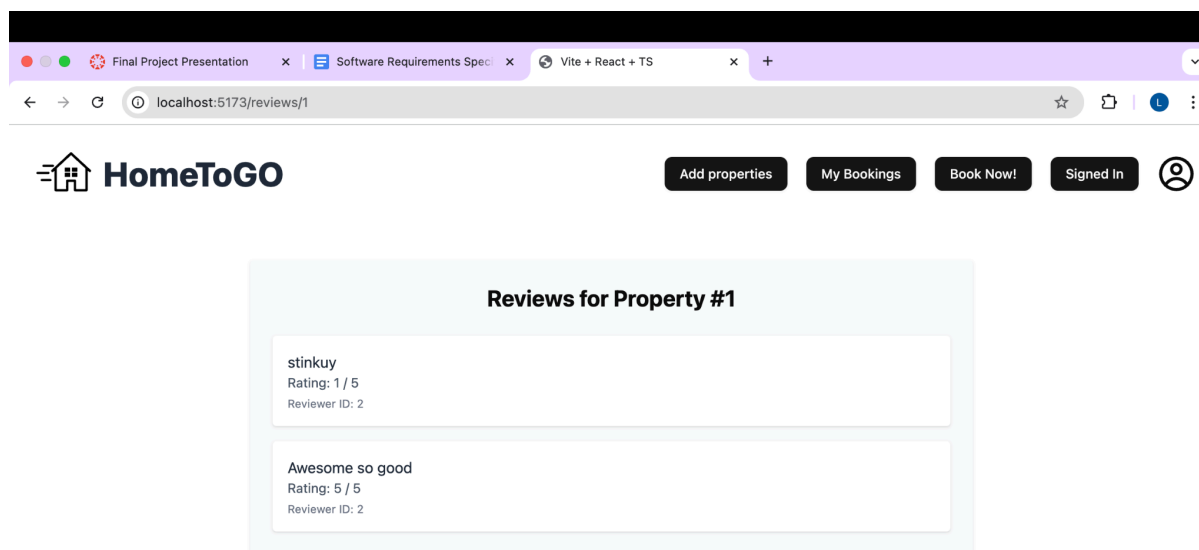 Final Project Presentation
Software Requirements Speci
Vite + React + TS
localhost:5173/reviews/1
L
HomeToGO
Add properties
My Bookings
Book Now!
Signed In
Reviews for Property #1
stinkuy
Rating: 1 / 5
Reviewer ID: 2
Awesome so good
Rating: 5 / 5
Reviewer ID: 2